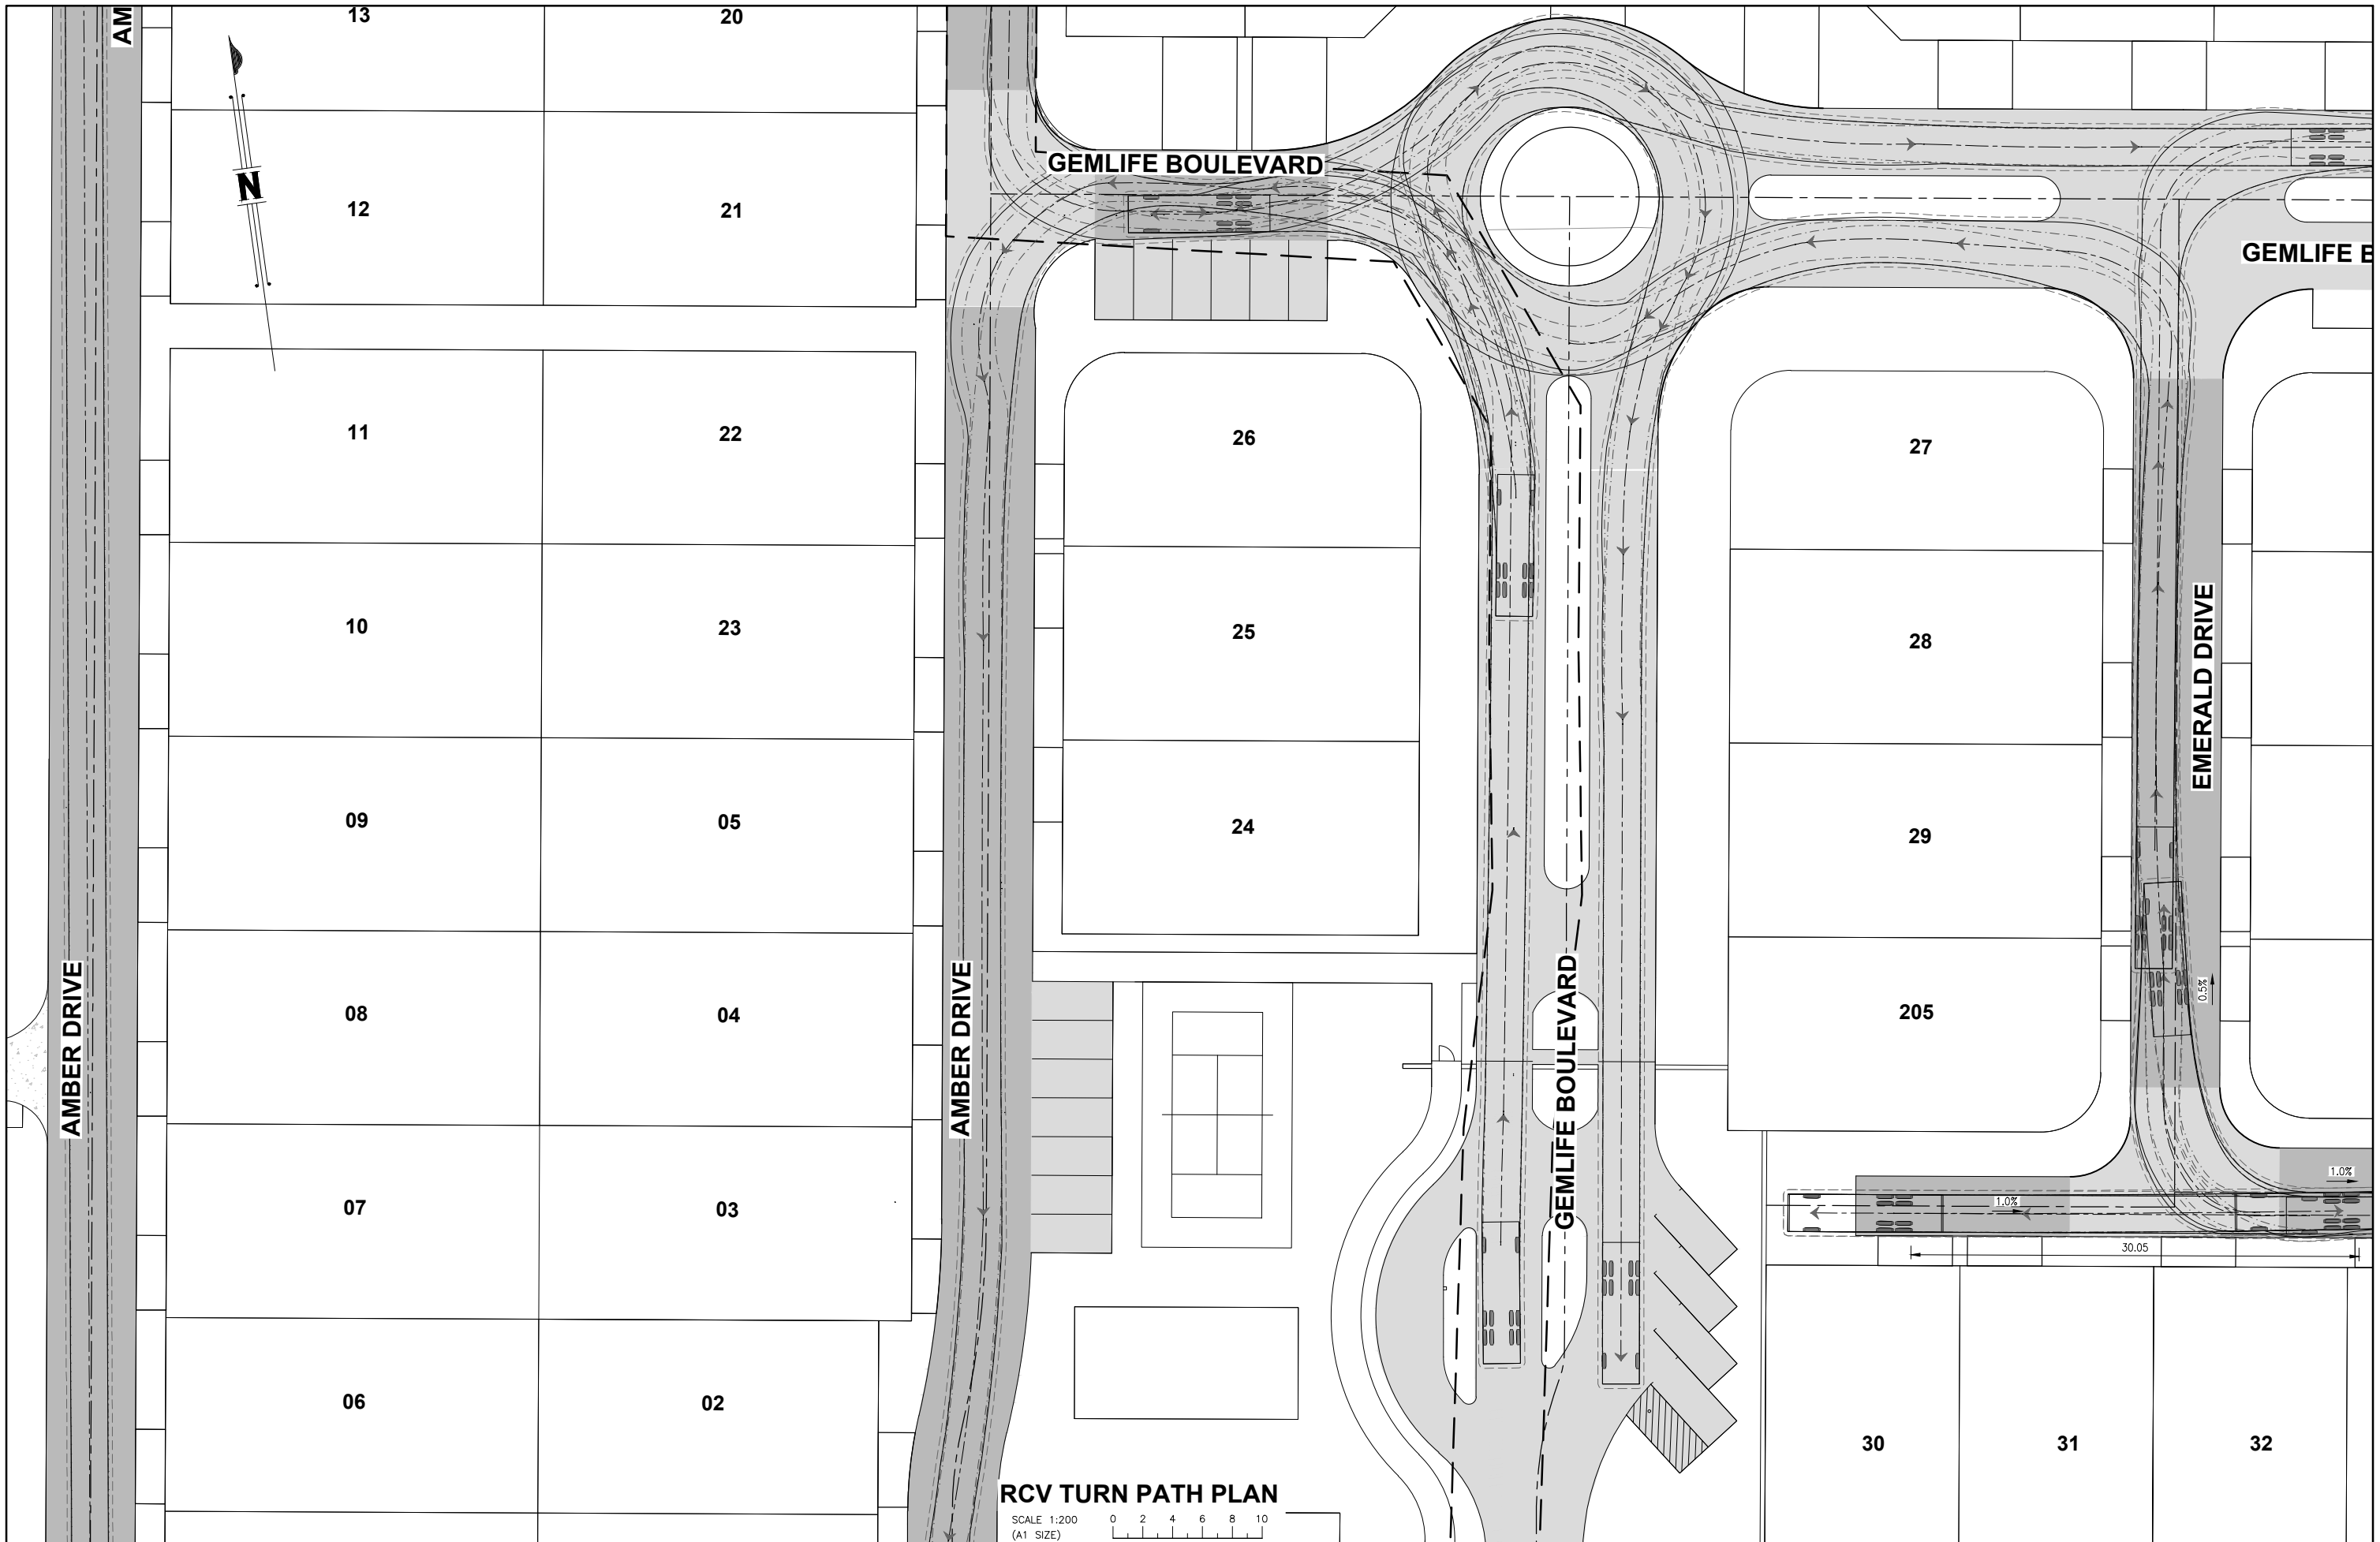 AM
13
20
N
GEMLIFE BOULEVARD
12
21
GEMLIFE B
11
22
26
27
10
23
25
28
EMERALD DRIVE
09
05
24
29
AMBER DRIVE
08
04
AMBER DRIVE
GEMLIFE BOULEVARD
205
0.5%
07
03
1.0%
1.0%
30.05
06
02
30
31
32
RCV TURN PATH PLAN
SCALE 1:200
(A1 SIZE)
0 2 4 6 8 10